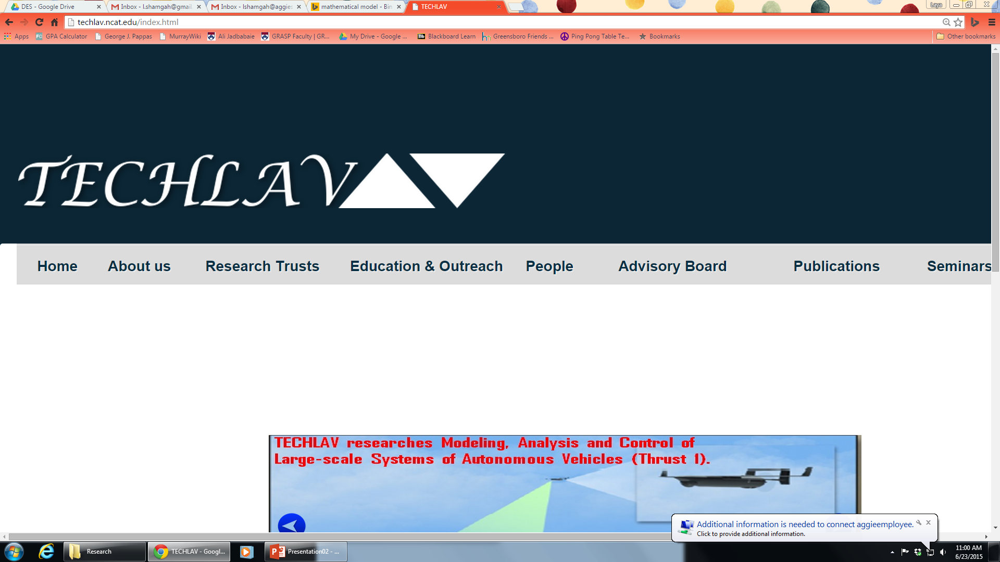 DES - Google Drive
Inbox - l.shamgah@gmail
Inbox - lshamgah@aggies
mathematical model - Bin
TECHLAV
Laya
techlav.ncat.edu/index.html
Apps
FC GPA Calculator
George J. Pappas
MurrayWiki
Ali Jadbabaie
GRASP Faculty | GR...
My Drive - Google ...
Bb Blackboard Learn
Greensboro Friends ...
Ping Pong Table Te...
Bookmarks
Other bookmarks
TECHLAV
Home About us Research Trusts Education & Outreach People Advisory Board Publications Seminars
TECHLAV researches Modeling, Analysis and Control of
Large-scale Systems of Autonomous Vehicles (Thrust 1).
Additional information is needed to connect aggieemployee.
Click to provide additional information.
Research
TECHLAV - Googl...
Presentation02 - ...
11:00 AM
6/23/2015